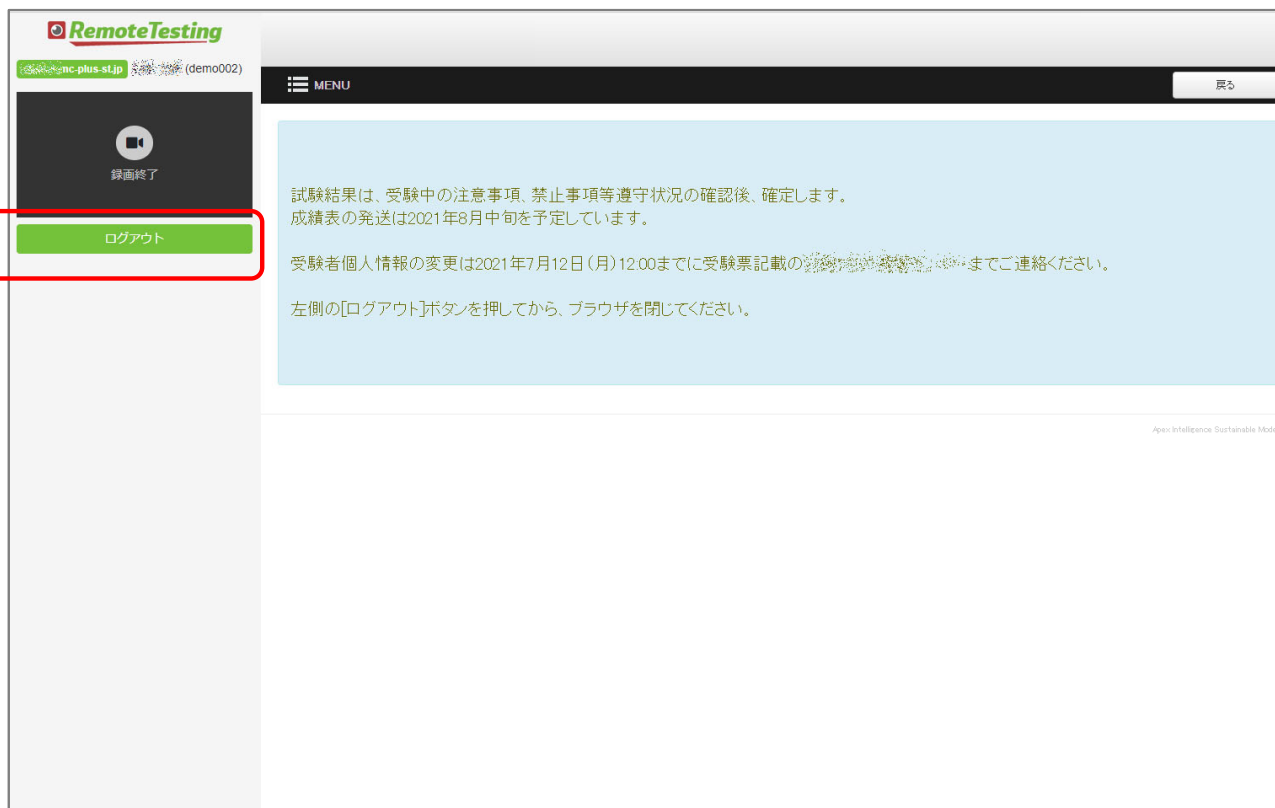 RemoteTesting
nc-plus-st.jp (demo002)
MENU
戻る
録画終了
ログアウト
試験結果は、受験中の注意事項、禁止事項等遵守状況の確認後、確定します。
成績表の発送は2021年8月中旬を予定しています。
受験者個人情報の変更は2021年7月12日(月)12:00までに受験票記載の までご連絡ください。
左側の[ログアウト]ボタンを押してから、ブラウザを閉じてください。
Apex Intelligence Sustainable Mode